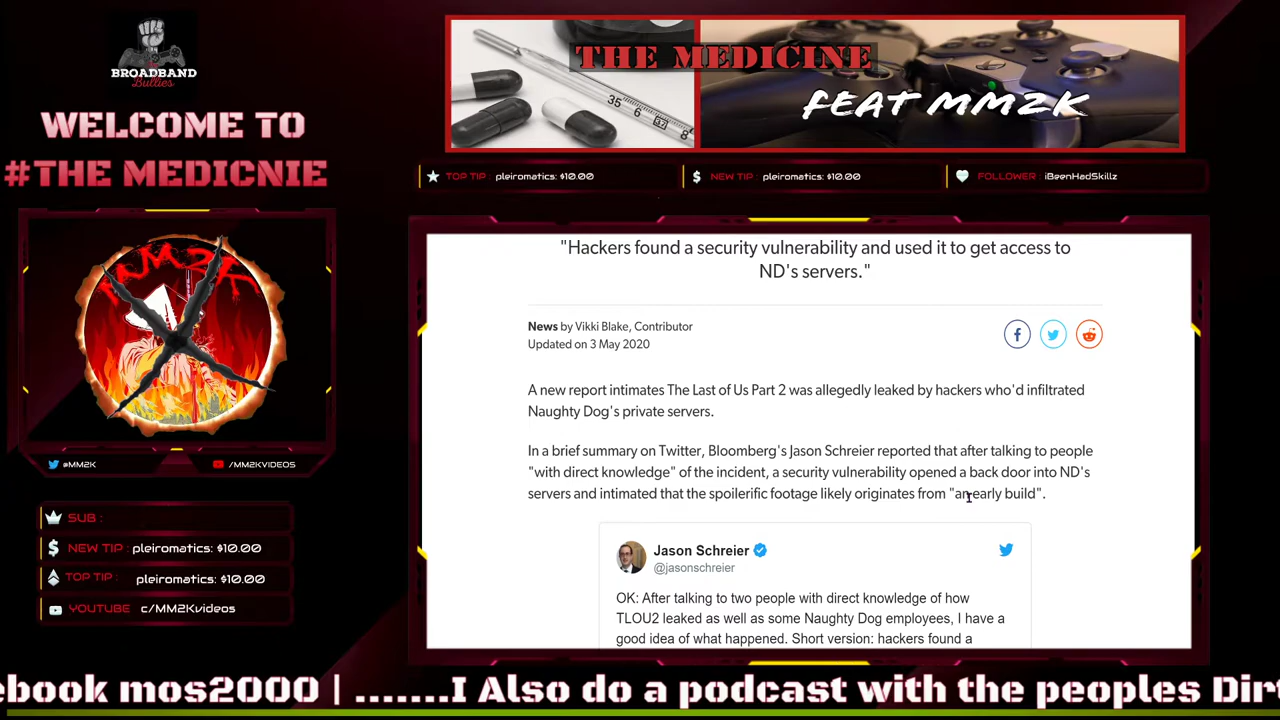 BROADBAND
Bullies
WELCOME TO
#THE MEDICNIE
THE MEDICINE
FEAT MM2K
35
6
37
8
TOP TIP : pleiromatics: $10.00
NEW TIP: pleiromatics: $10.00
FOLLOWER : iBeenHadSkillz
MM2K
@MM2K
/MM2KVIDEOS
SUB :
NEW TIP : pleiromatics: $10.00
TOP TIP : pleiromatics: $10.00
YOUTUBE c/MM2Kvideos
"Hackers found a security vulnerability and used it to get access to
ND's servers."
News by Vikki Blake, Contributor
Updated on 3 May 2020
A new report intimates The Last of Us Part 2 was allegedly leaked by hackers who'd infiltrated
Naughty Dog's private servers.
In a brief summary on Twitter, Bloomberg's Jason Schreier reported that after talking to people
"with direct knowledge" of the incident, a security vulnerability opened a back door into ND's
servers and intimated that the spoilerific footage likely originates from "an early build".
Jason Schreier
@jasonschreier
OK: After talking to two people with direct knowledge of how
TLOU2 leaked as well as some Naughty Dog employees, I have a
good idea of what happened. Short version: hackers found a
ebook mos2000 | .......I Also do a podcast with the peoples Dirt